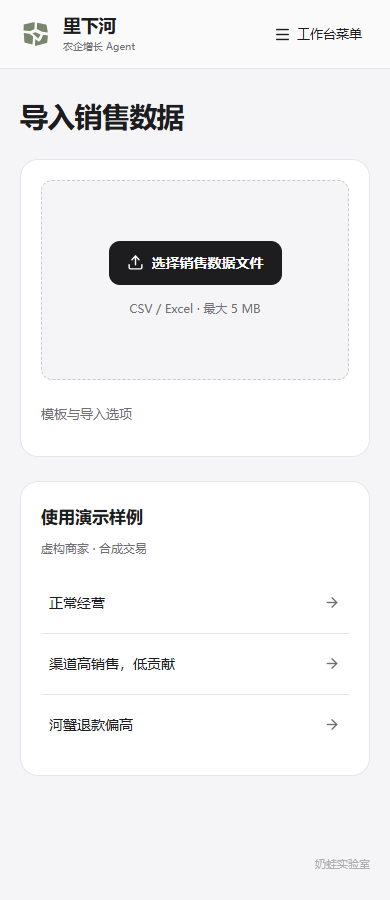 里下河
农企增长 Agent
工作台菜单
导入销售数据
选择销售数据文件
CSV / Excel · 最大 5 MB
模板与导入选项
使用演示样例
虚构商家 · 合成交易
正常经营
渠道高销售，低贡献
河蟹退款偏高
奶蛙实验室